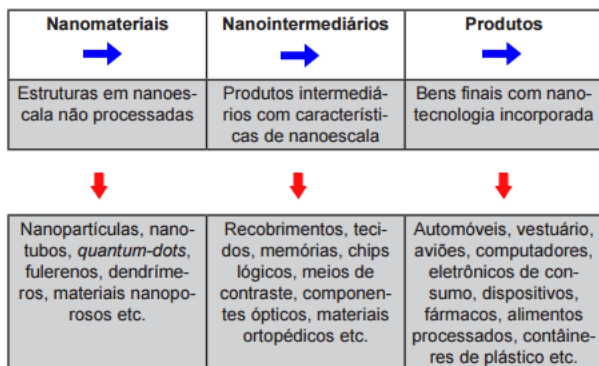 Nanomateriais
Nanointermediários
Produtos
Estruturas em nanoes-
cala não processadas
Produtos intermediá-
rios com característi-
cas de nanoescala
Bens finais com nano-
tecnologia incorporada
Nanopartículas, nano-
tubos, quantum-dots,
fulerenos, dendríme-
ros, materiais nanopo-
rosos etc.
Recobrimentos, teci-
dos, memórias, chips
lógicos, meios de
contraste, componen-
tes ópticos, materiais
ortopédicos etc.
Automóveis, vestuário,
aviões, computadores,
eletrônicos de con-
sumo, dispositivos,
fármacos, alimentos
processados, contâine-
res de plástico etc.